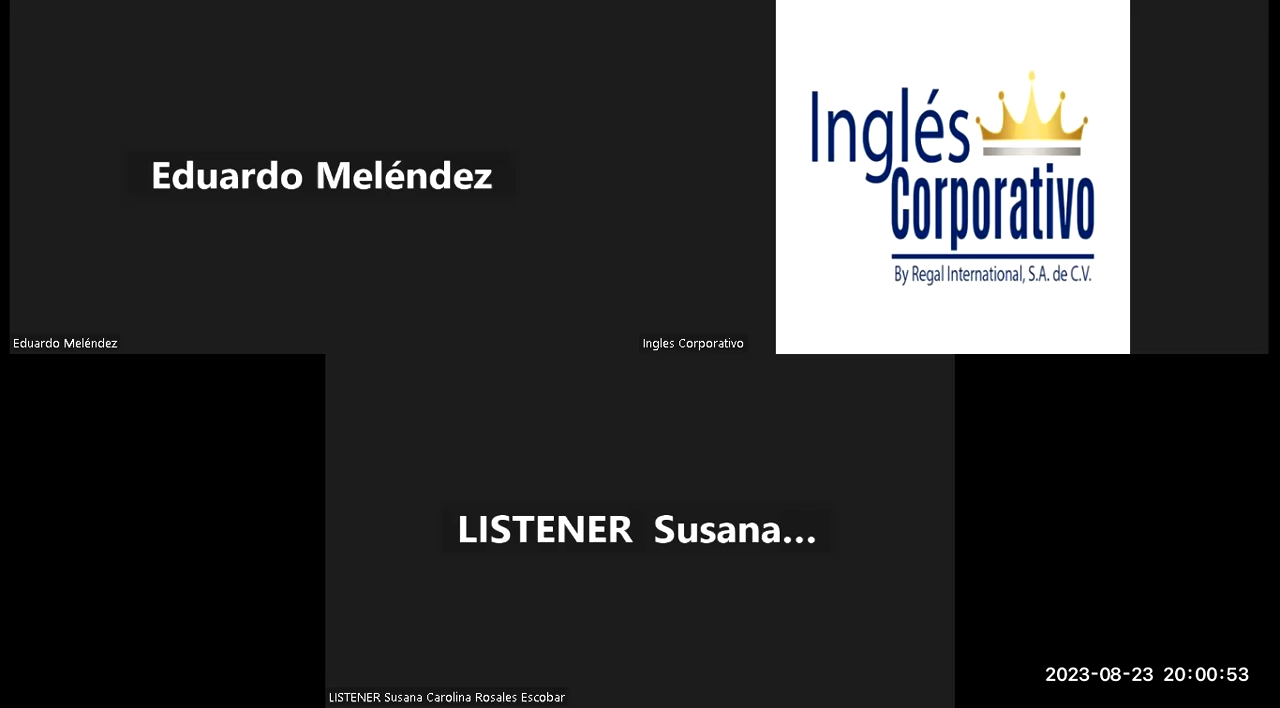 Eduardo Meléndez
Eduardo Meléndez
Inglés
Corporativo
By Regal International, S.A. de C.V.
Ingles Corporativo
LISTENER Susana...
LISTENER Susana Carolina Rosales Escobar
2023-08-23 20:00:53